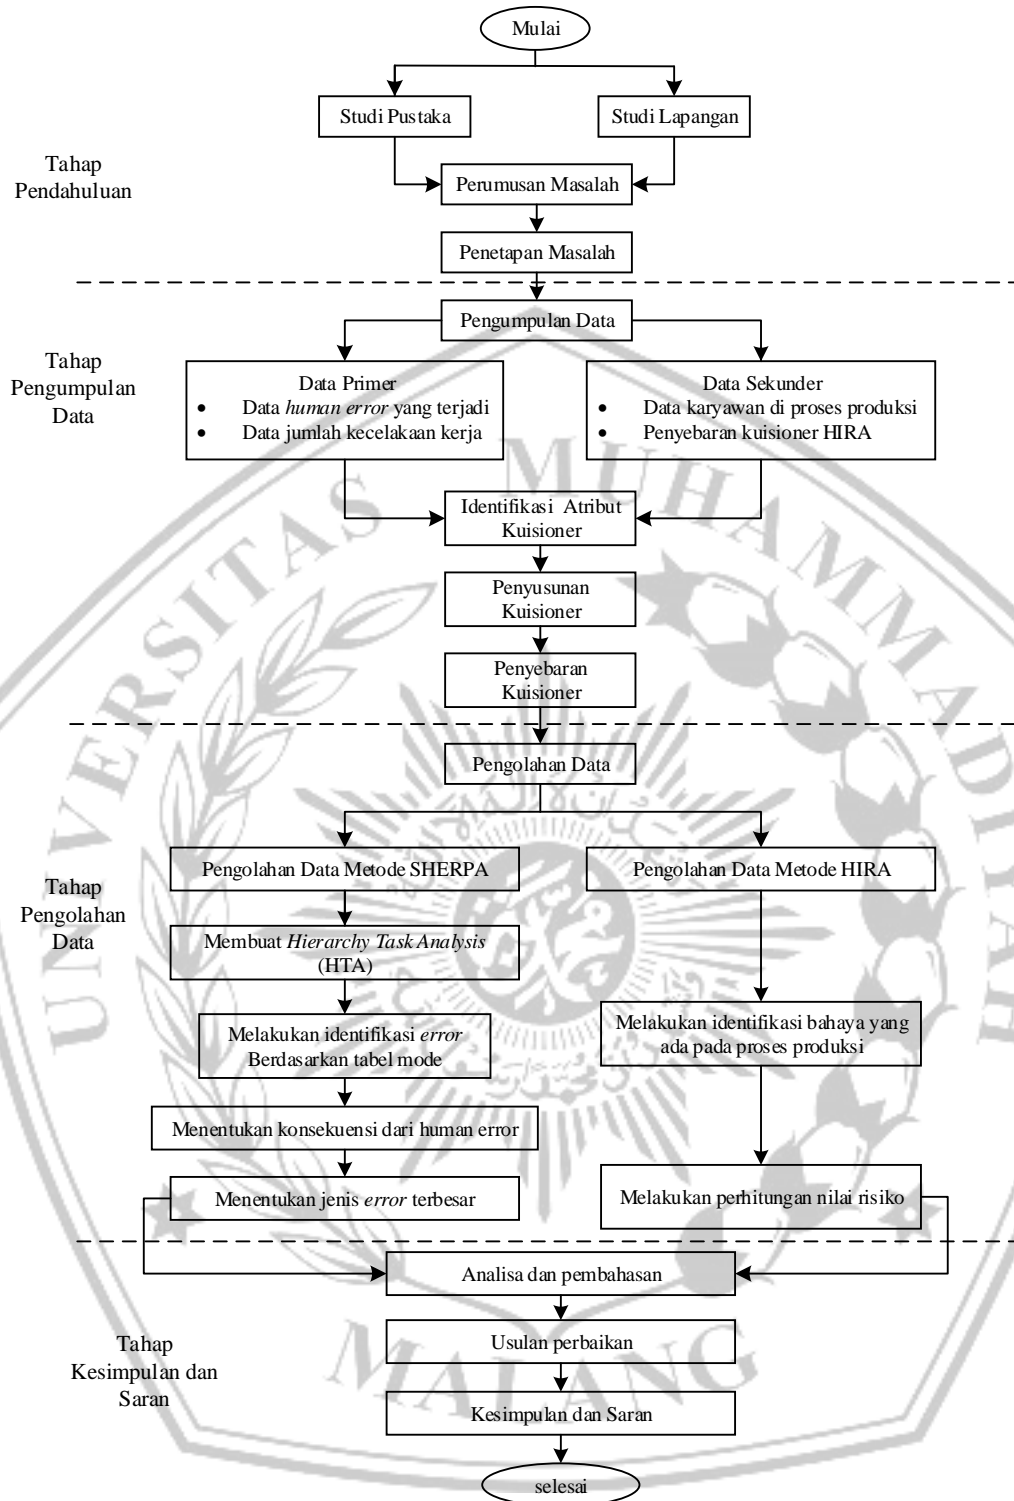 Mulai
Studi Pustaka
Studi Lapangan
Tahap
Pendahuluan
Perumusan Masalah
Penetapan Masalah
Pengumpulan Data
Tahap
Pengumpulan
Data
Data Primer
• Data human error yang terjadi
• Data jumlah kecelakaan kerja
Data Sekunder
• Data karyawan di proses produksi
• Penyebaran kuisioner HIRA
Identifikasi Atribut
Kuisioner
Penyusunan
Kuisioner
Penyebaran
Kuisioner
Pengolahan Data
Tahap
Pengolahan
Data
Pengolahan Data Metode SHERPA
Membuat Hierarchy Task Analysis
(HTA)
Melakukan identifikasi error
Berdasarkan tabel mode
Menentukan konsekuensi dari human error
Menentukan jenis error terbesar
Pengolahan Data Metode HIRA
Melakukan identifikasi bahaya yang
ada pada proses produksi
Melakukan perhitungan nilai risiko
Tahap
Kesimpulan dan
Saran
Analisa dan pembahasan
Usulan perbaikan
Kesimpulan dan Saran
selesai
UNIVERSITAS MUHAMMADIYAH
MALANG